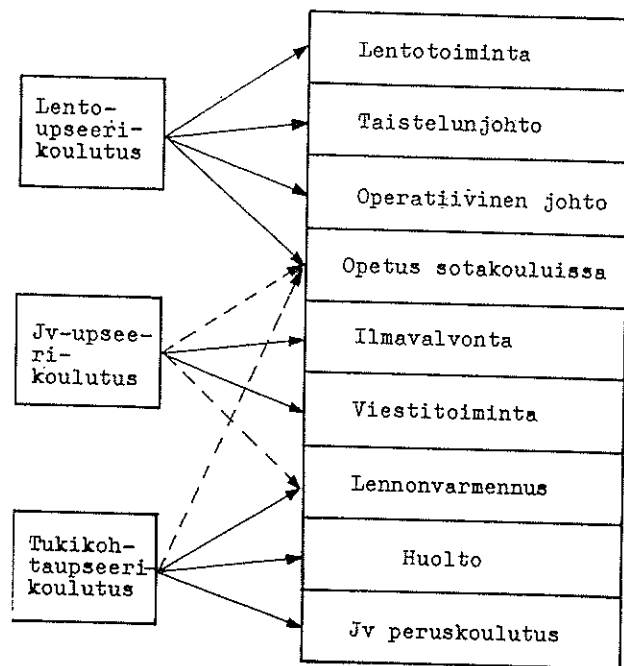 Lento-
upseeri-
koulutus
Jv-upsee-
ri-
koulutus
Tukikoh-
taupseeri-
koulutus
Lentotoiminta
Taistelunjohto
Operatiivinen johto
Opetus sotakouluissa
Ilmavalvonta
Viestitoiminta
Lennonvarmennus
Huolto
Jv peruskoulutus